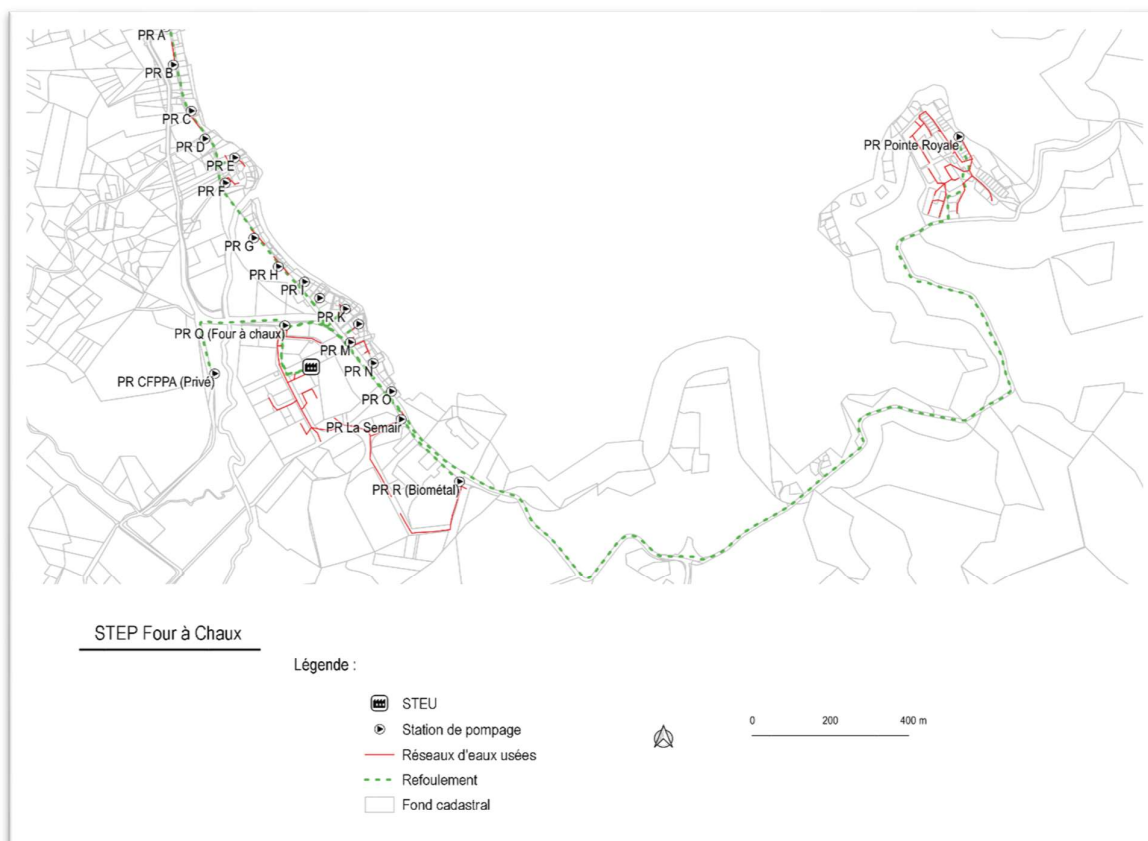 PR A
PR B
PR C
PR D
PR E
PR F
PR G
PR H
PR I
PR K
PR Q (Four à chaux)
PR M
PR N
PR CFPPA (Privé)
PR O
PR La Semair
PR R (Biométal)
PR Pointe Royale
STEP Four à Chaux
Légende :
STEU
Station de pompage
Réseaux d'eaux usées
Refoulement
Fond cadastral
0 200 400 m